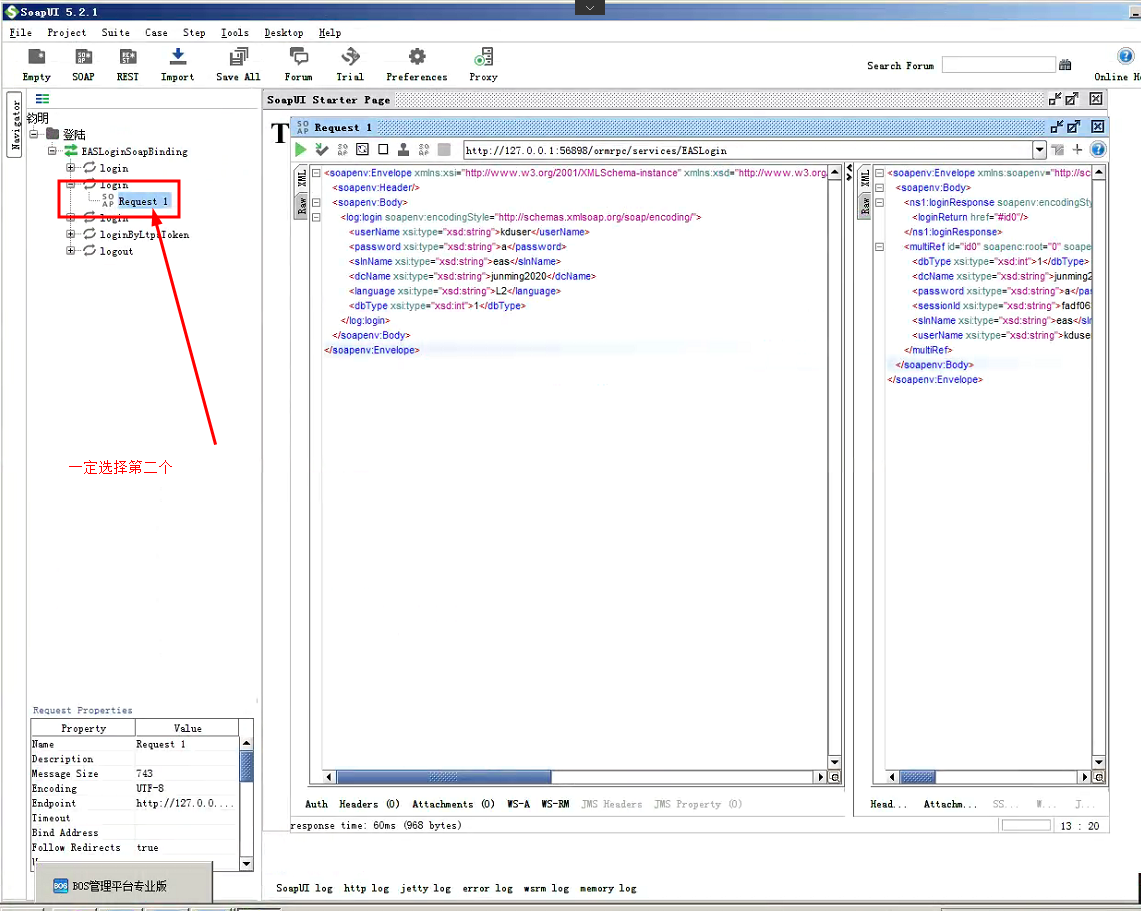 SoapUI 5.2.1
File Project Suite Case Step Tools Desktop Help
Empty SOAP REST Import Save All Forum Trial Preferences Proxy
Search Forum
Online He
Navigator
钧明
登陆
EASLoginSoapBinding
login
login
Request 1
login
loginByLtpaToken
logout
一定选择第二个
Request Properties
Property Value
Name Request 1
Description
Message Size 743
Encoding UTF-8
Endpoint http://127.0.0....
Timeout
Bind Address
Follow Redirects true
BOS BOS管理平台专业版
SoapUI Starter Page
T
Request 1
http://127.0.0.1:56898/ormrpc/services/EASLogin
XML
Raw
<soapenv:Envelope xmlns:xsi="http://www.w3.org/2001/XMLSchema-instance" xmlns:xsd="http://www.w3.org
<soapenv:Header/>
<soapenv:Body>
<log:login soapenv:encodingStyle="http://schemas.xmlsoap.org/soap/encoding/">
<userName xsi:type="xsd:string">kduser</userName>
<password xsi:type="xsd:string">a</password>
<slnName xsi:type="xsd:string">eas</slnName>
<dcName xsi:type="xsd:string">junming2020</dcName>
<language xsi:type="xsd:string">L2</language>
<dbType xsi:type="xsd:int">1</dbType>
</log:login>
</soapenv:Body>
</soapenv:Envelope>
XML
Raw
<soapenv:Envelope xmlns:soapenv="http://sc
<soapenv:Body>
<ns1:loginResponse soapenv:encodingSty
<loginReturn href="#id0"/>
</ns1:loginResponse>
<multiRef id="id0" soapenc:root="0" soape
<dbType xsi:type="xsd:int">1</dbType>
<dcName xsi:type="xsd:string">junming2
<password xsi:type="xsd:string">a</pas
<sessionId xsi:type="xsd:string">fadf06
<slnName xsi:type="xsd:string">eas</sln
<userName xsi:type="xsd:string">kduse
</multiRef>
</soapenv:Body>
</soapenv:Envelope>
Auth Headers (0) Attachments (0) WS-A WS-RM JMS Headers JMS Property (0)
Head... Attachm... SS... W... J...
response time: 60ms (968 bytes)
13 : 20
SoapUI log http log jetty log error log wsrm log memory log